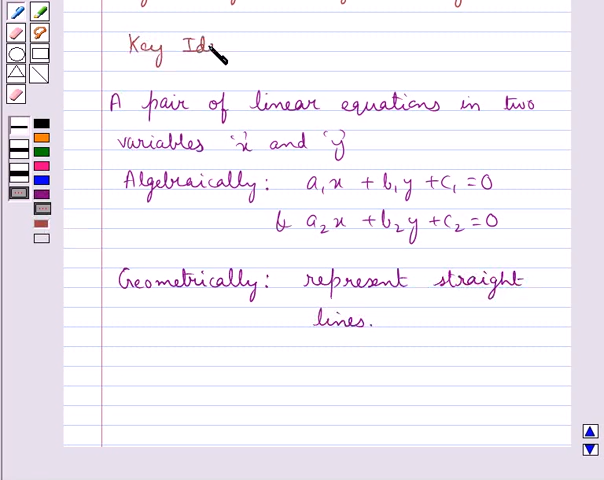 Key Id
A pair of linear equations in two
variables 'x' and 'y'
Algebraically: a₁x + b₁y + c₁ = 0
& a₂x + b₂y + c₂ = 0
Geometrically: represent straight
lines.